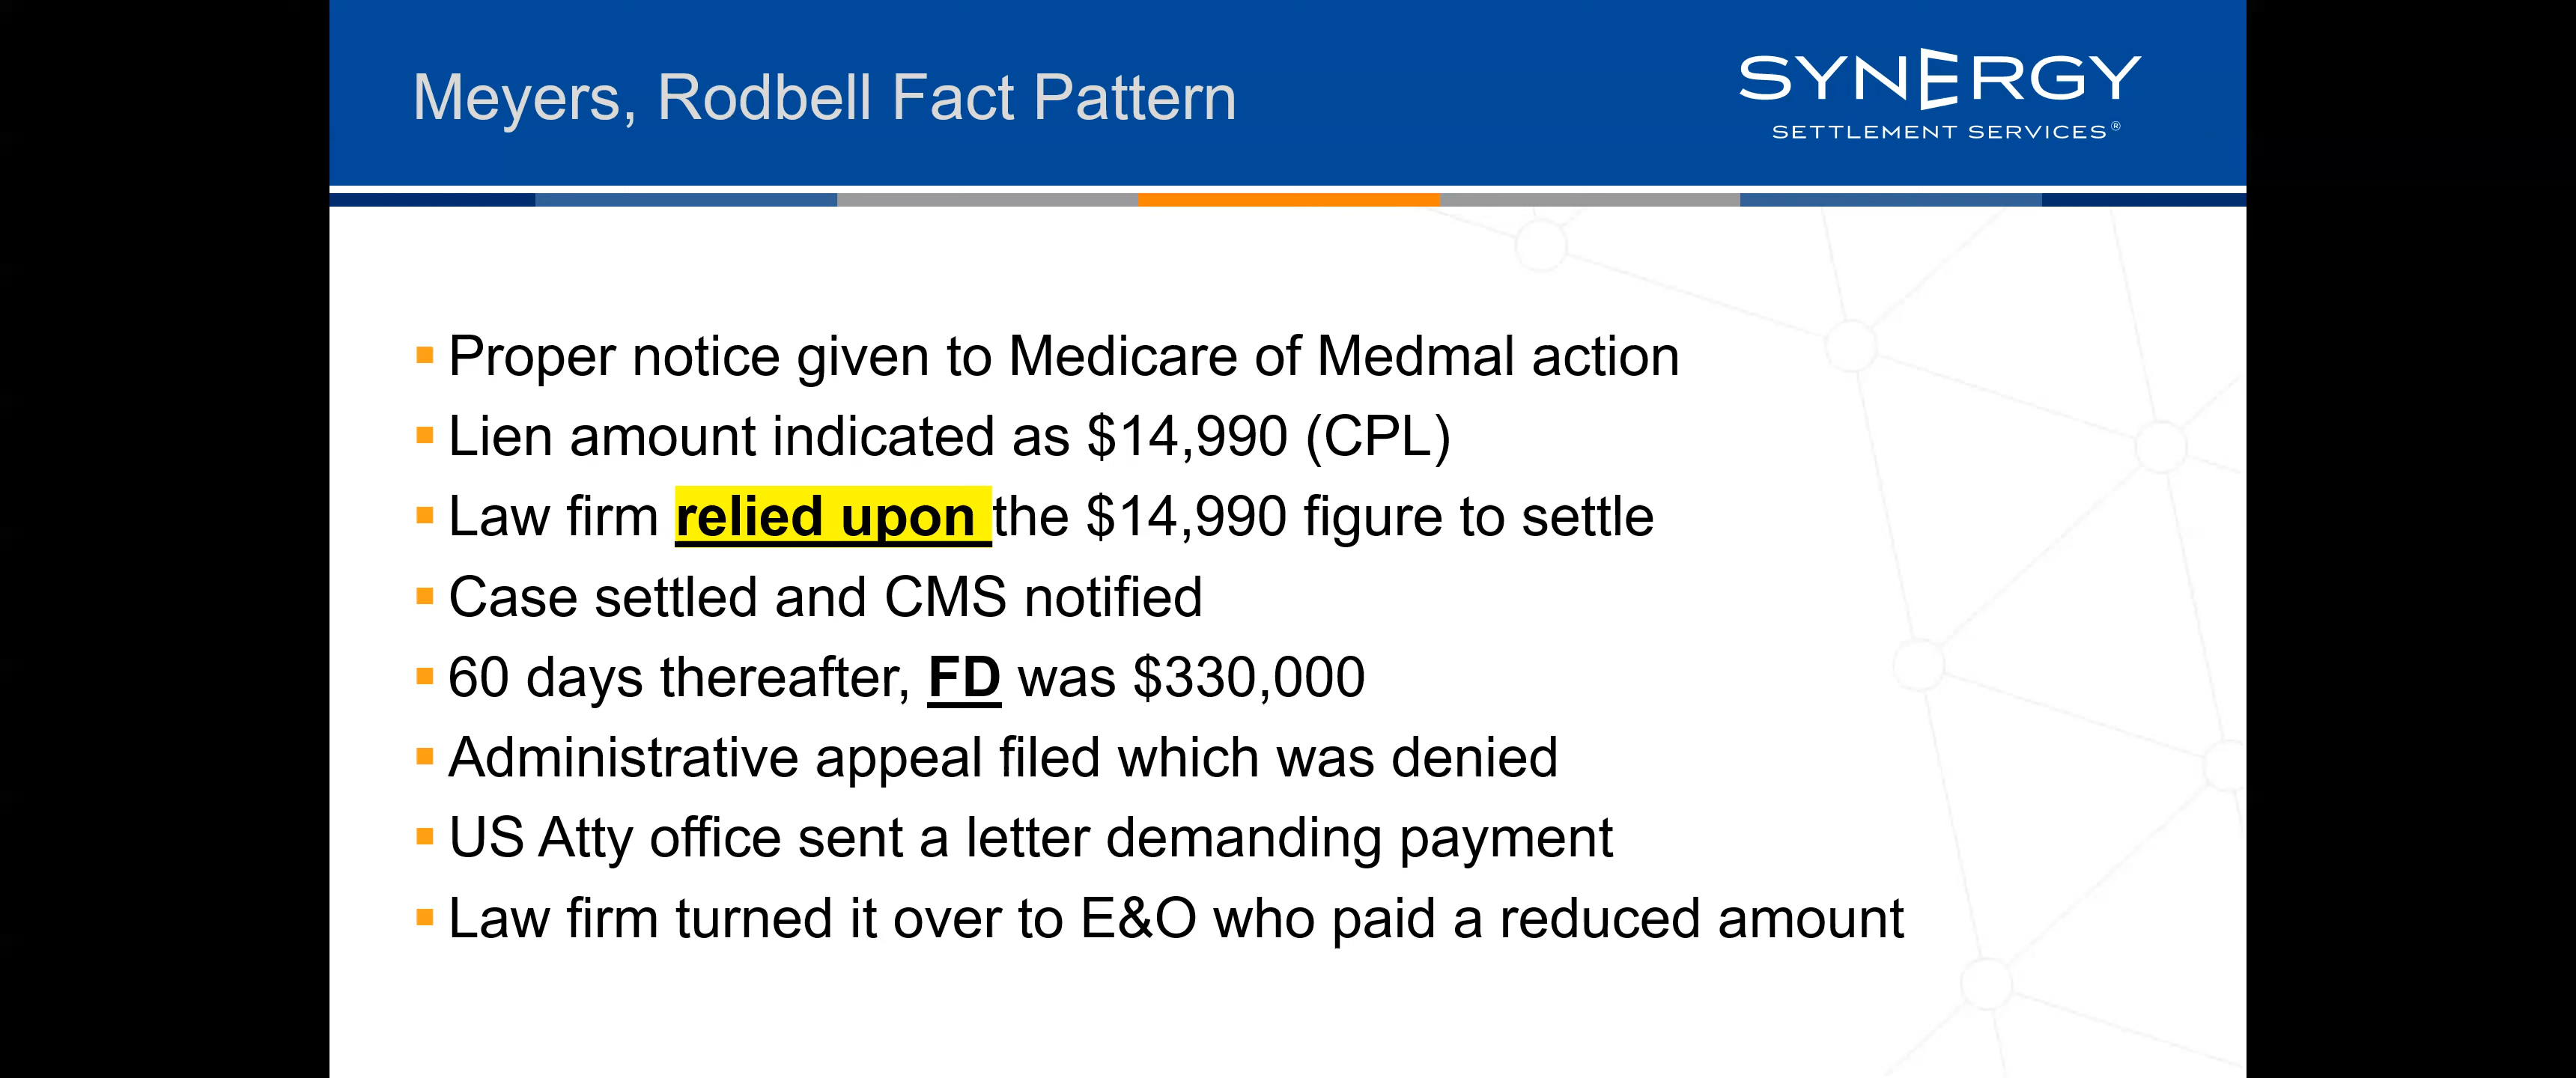 Meyers, Rodbell Fact Pattern
SYNERGY
SETTLEMENT SERVICES®
Proper notice given to Medicare of Medmal action
Lien amount indicated as $14,990 (CPL)
Law firm relied upon the $14,990 figure to settle
Case settled and CMS notified
60 days thereafter, FD was $330,000
Administrative appeal filed which was denied
US Atty office sent a letter demanding payment
Law firm turned it over to E&O who paid a reduced amount